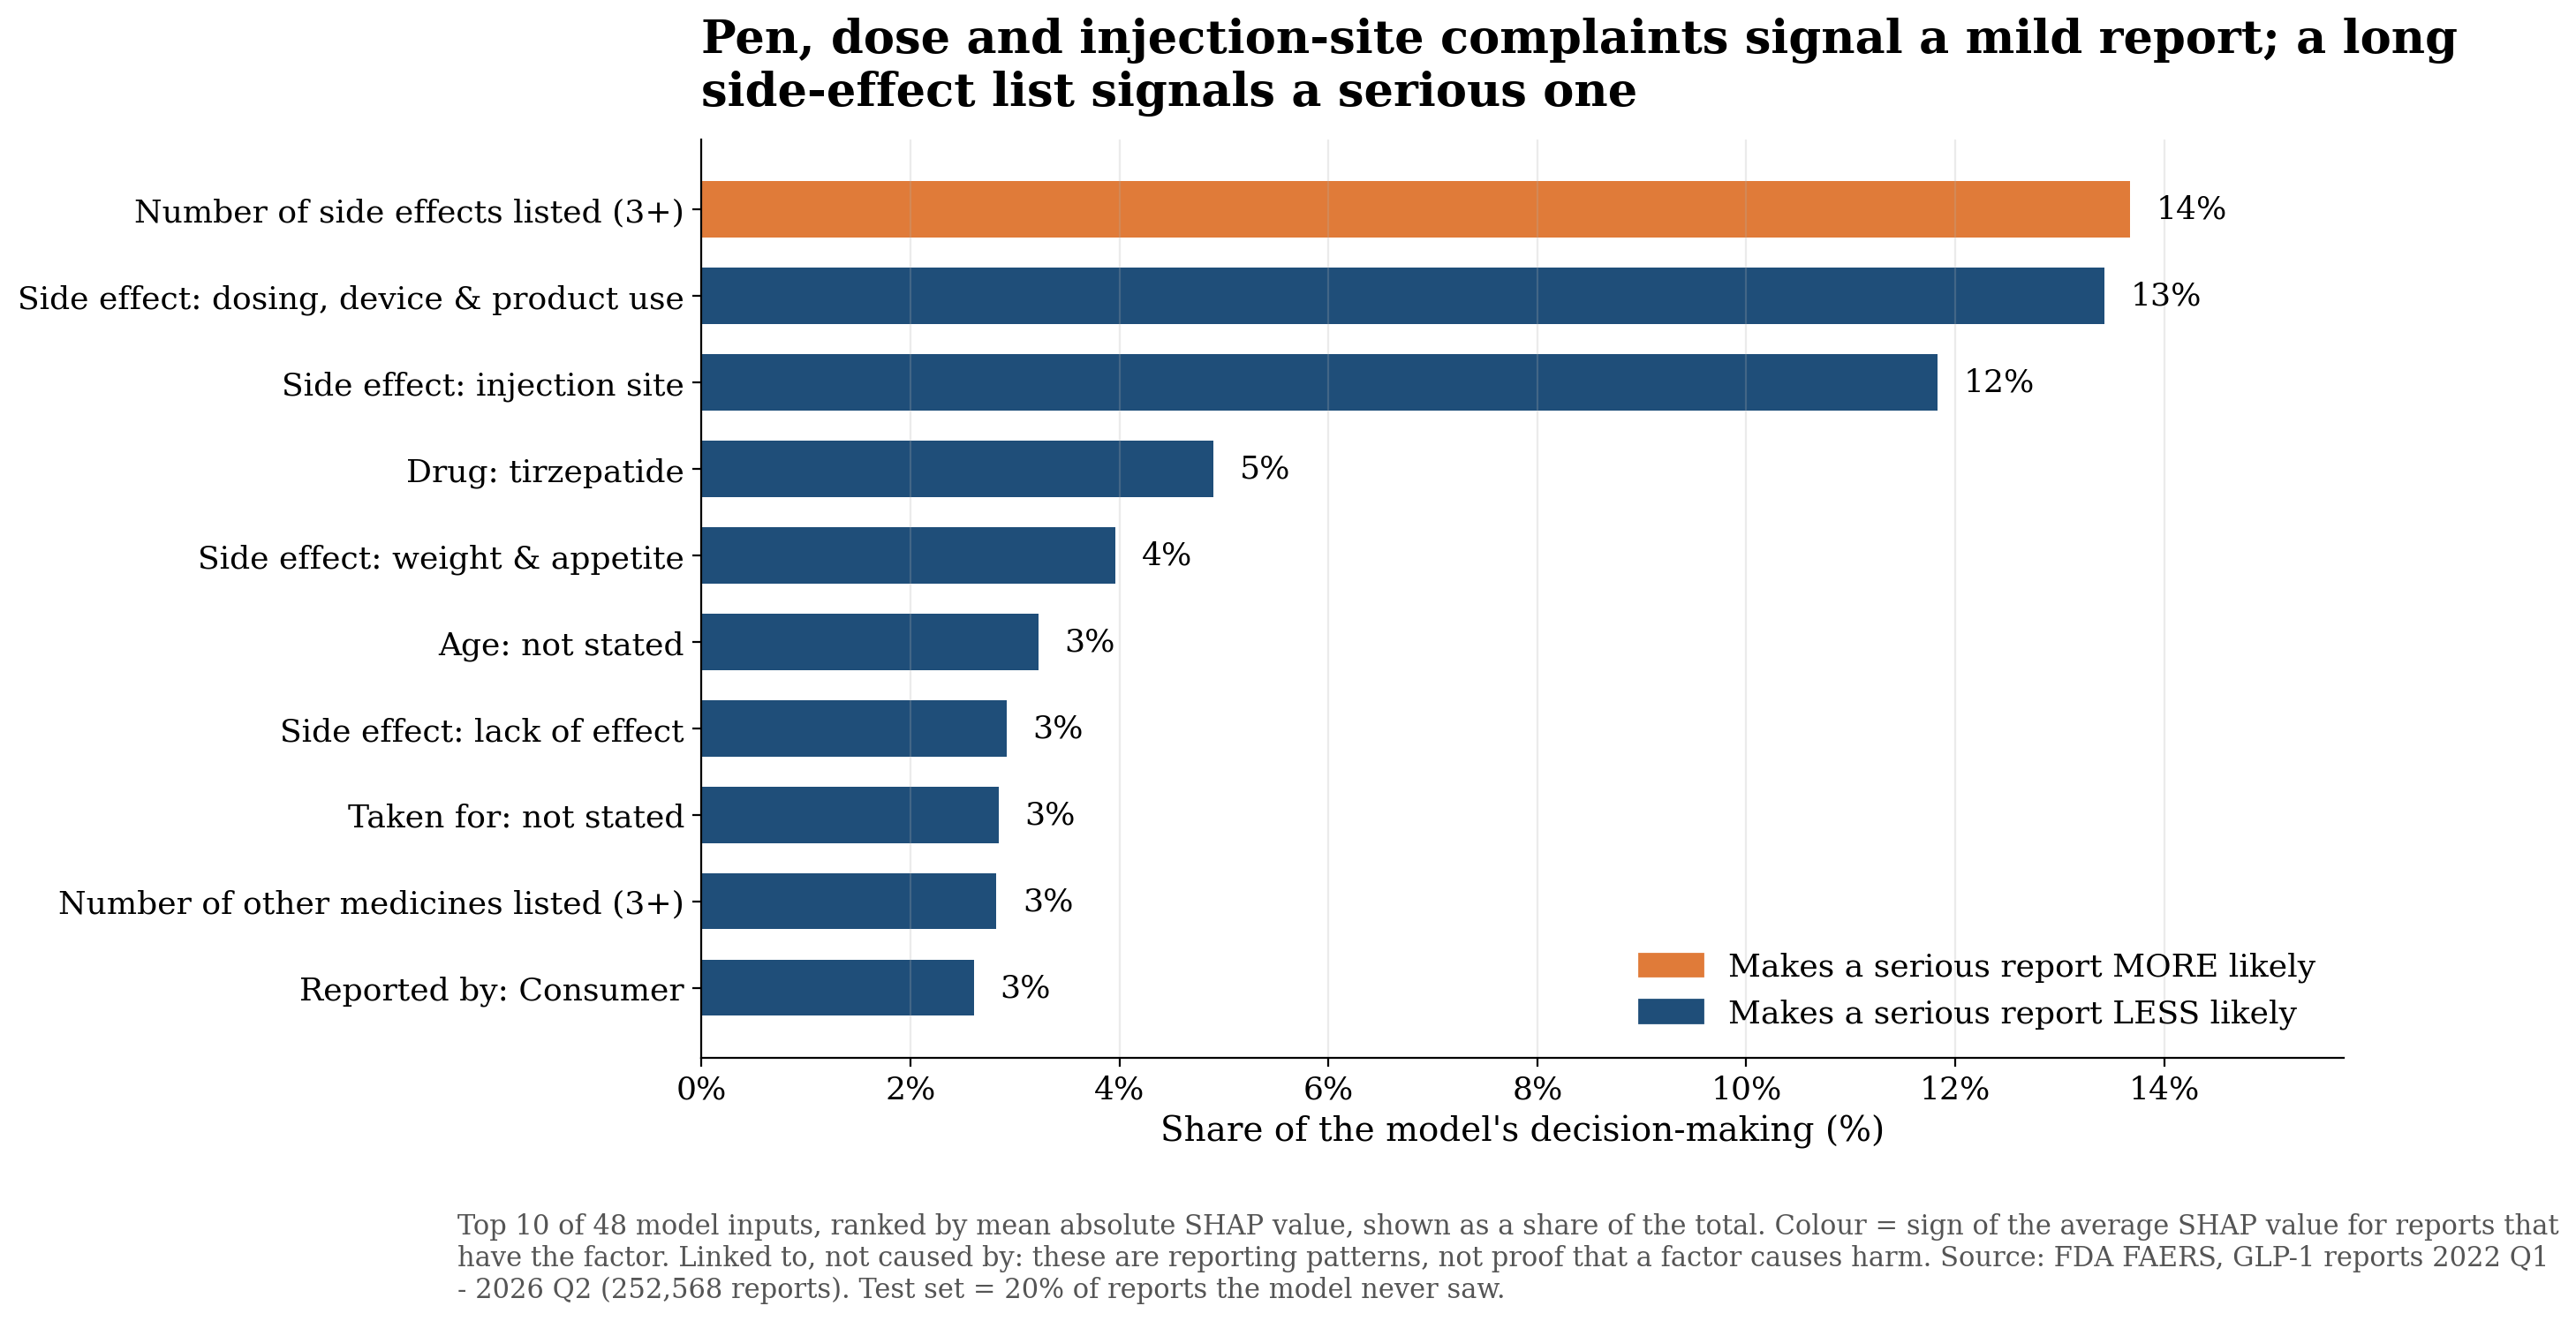 Pen, dose and injection-site complaints signal a mild report; a long
side-effect list signals a serious one
Number of side effects listed (3+)
14%
Side effect: dosing, device & product use
13%
Side effect: injection site
12%
Drug: tirzepatide
5%
Side effect: weight & appetite
4%
Age: not stated
3%
Side effect: lack of effect
3%
Taken for: not stated
3%
Number of other medicines listed (3+)
3%
Reported by: Consumer
3%
Makes a serious report MORE likely
Makes a serious report LESS likely
0% 2% 4% 6% 8% 10% 12% 14%
Share of the model's decision-making (%)
Top 10 of 48 model inputs, ranked by mean absolute SHAP value, shown as a share of the total. Colour = sign of the average SHAP value for reports that
have the factor. Linked to, not caused by: these are reporting patterns, not proof that a factor causes harm. Source: FDA FAERS, GLP-1 reports 2022 Q1
- 2026 Q2 (252,568 reports). Test set = 20% of reports the model never saw.